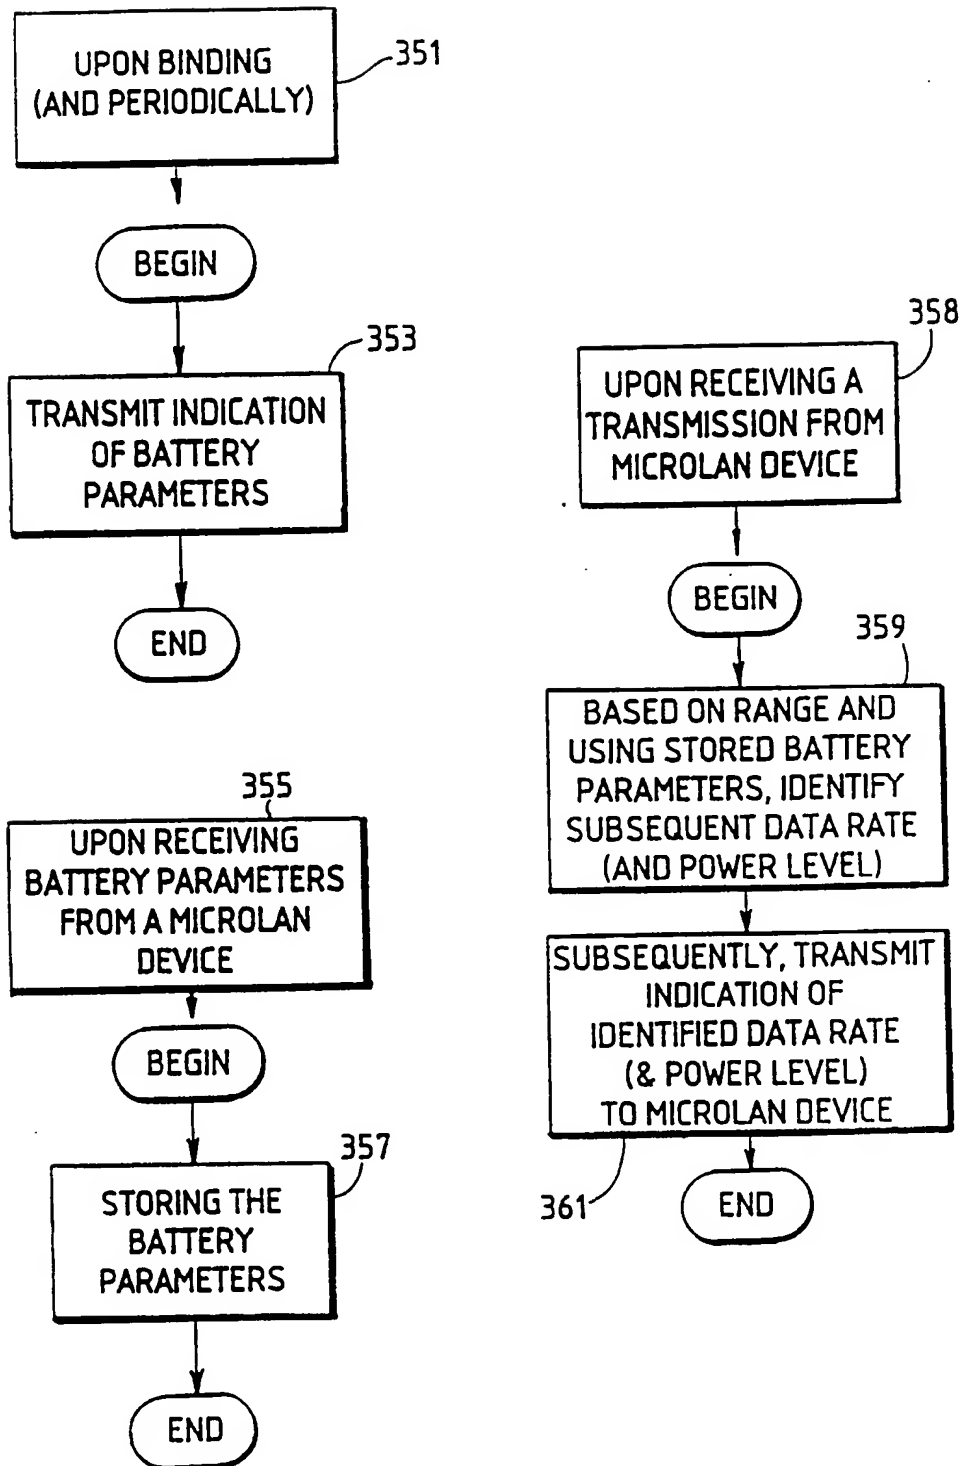 UPON BINDING
(AND PERIODICALLY)
351
BEGIN
353
TRANSMIT INDICATION
OF BATTERY
PARAMETERS
END
355
UPON RECEIVING
BATTERY PARAMETERS
FROM A MICROLAN
DEVICE
BEGIN
357
STORING THE
BATTERY
PARAMETERS
END
358
UPON RECEIVING A
TRANSMISSION FROM
MICROLAN DEVICE
BEGIN
359
BASED ON RANGE AND
USING STORED BATTERY
PARAMETERS, IDENTIFY
SUBSEQUENT DATA RATE
(AND POWER LEVEL)
SUBSEQUENTLY, TRANSMIT
INDICATION OF
IDENTIFIED DATA RATE
(& POWER LEVEL)
TO MICROLAN DEVICE
361
END